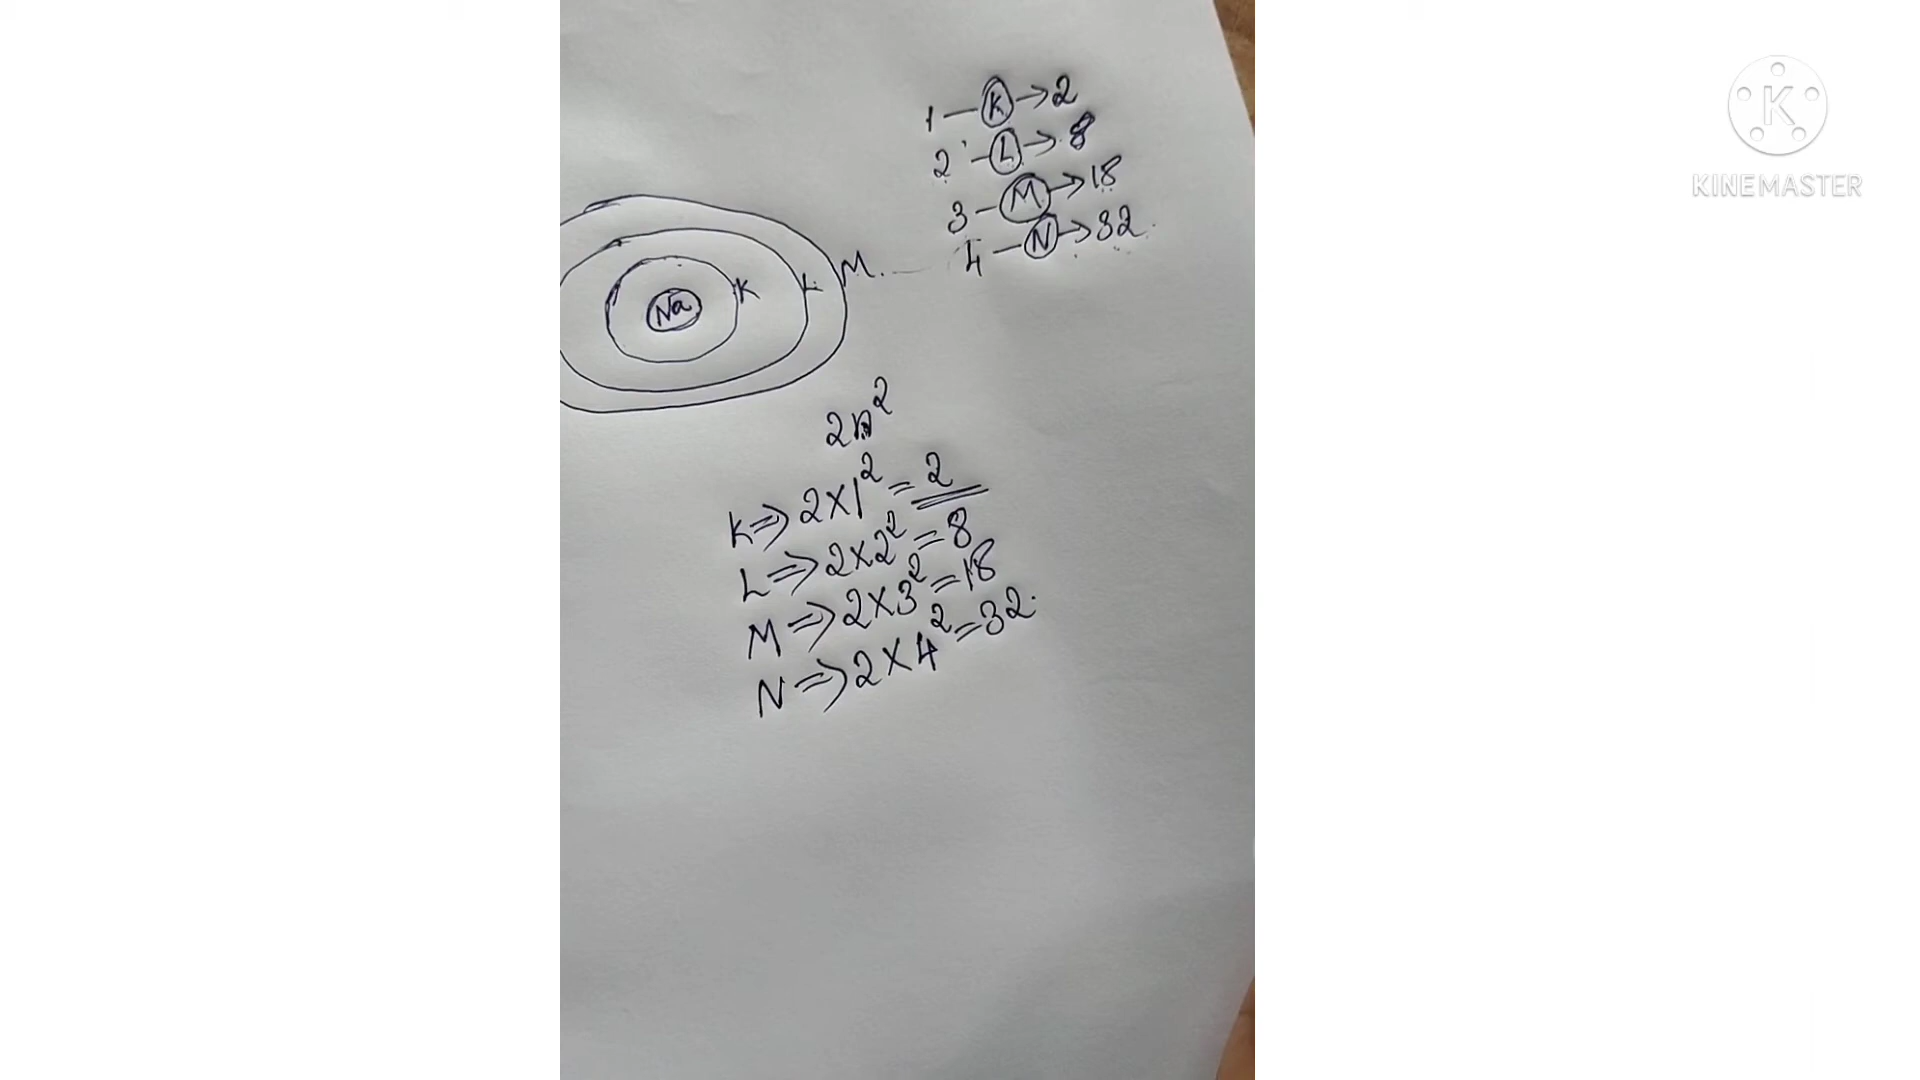 1 — K → 2
2 — L → 8
3 — M → 18
4 — N → 32
Na K L M
2n²
K ⇒ 2×1² = 2
L ⇒ 2×2² = 8
M ⇒ 2×3² = 18
N ⇒ 2×4² = 32
K
KINEMASTER